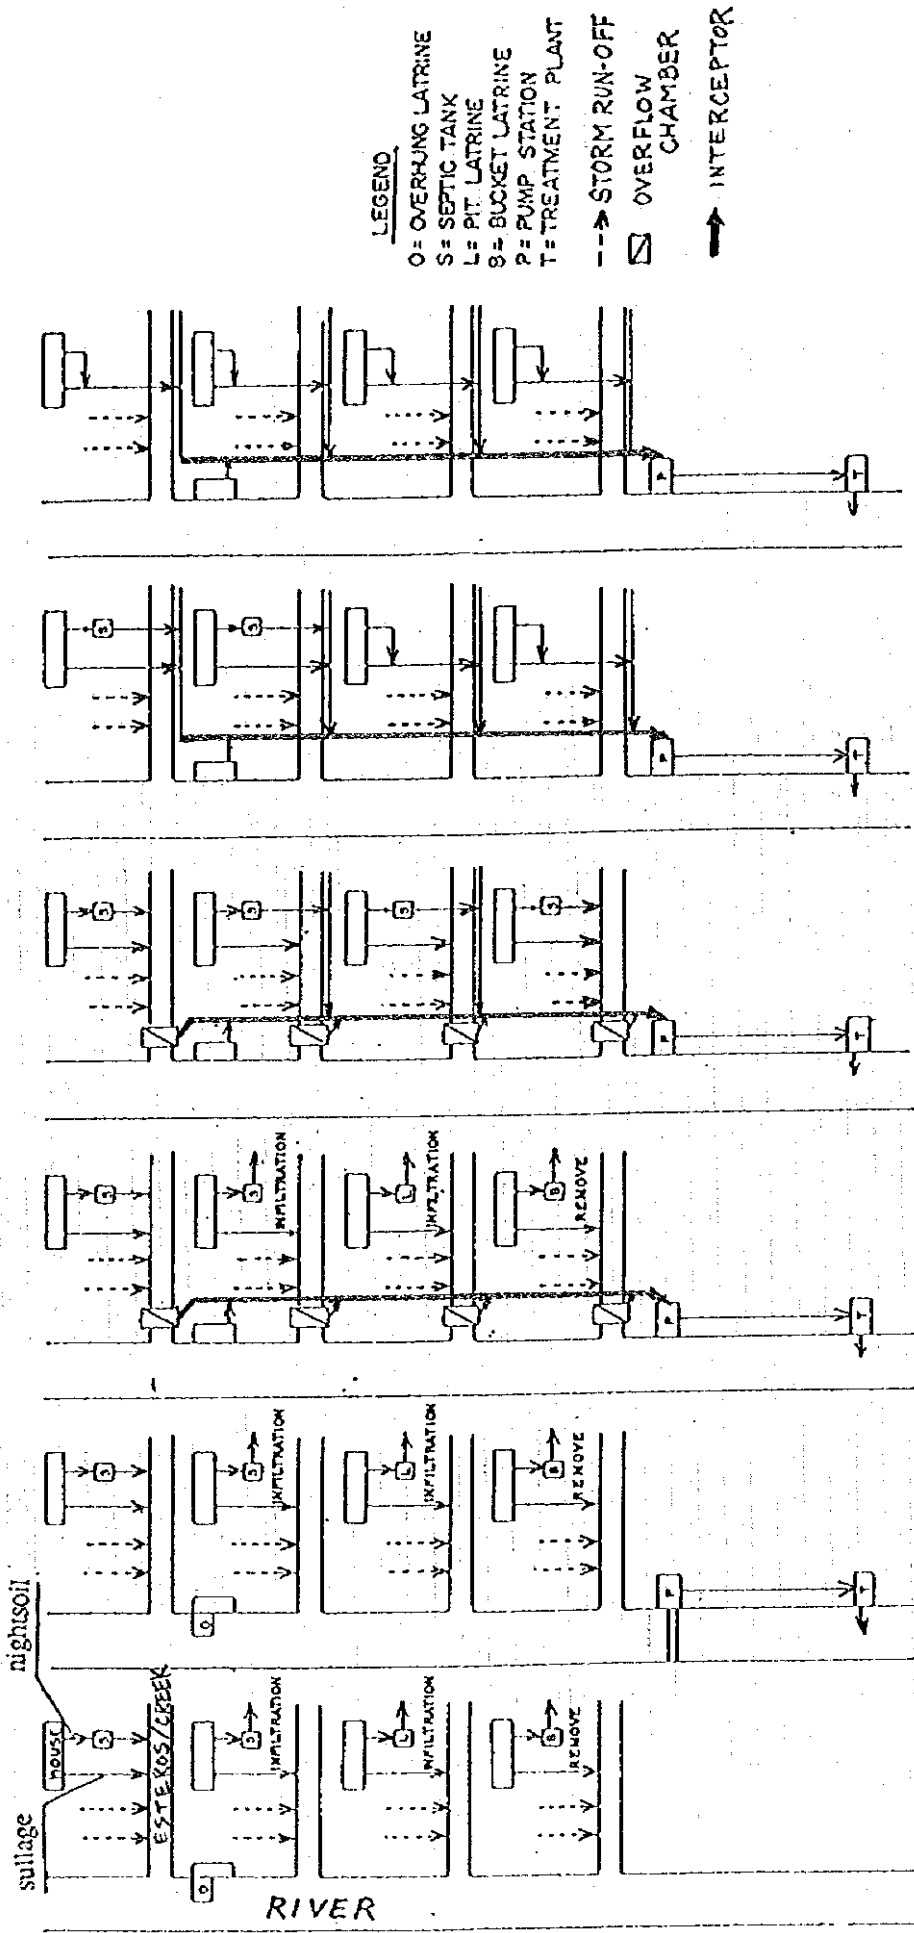 LEGEND
O = OVERHUNG LATRINE
S = SEPTIC TANK
L = PIT LATRINE
B = BUCKET LATRINE
P = PUMP STATION
T = TREATMENT PLANT
STORM RUN-OFF
OVERFLOW
CHAMBER
INTERCEPTOR
P
T
S
S
P
T
S
S
S
S
P
T
S
S
INFILTRATION
L
INFILTRATION
B
REMOVE
P
T
S
S
INFILTRATION
L
INFILTRATION
B
REMOVE
O
P
T
nightsoil
sullage
house
S
ESTEROS/CREEK
S
INFILTRATION
L
INFILTRATION
B
REMOVE
O
RIVER